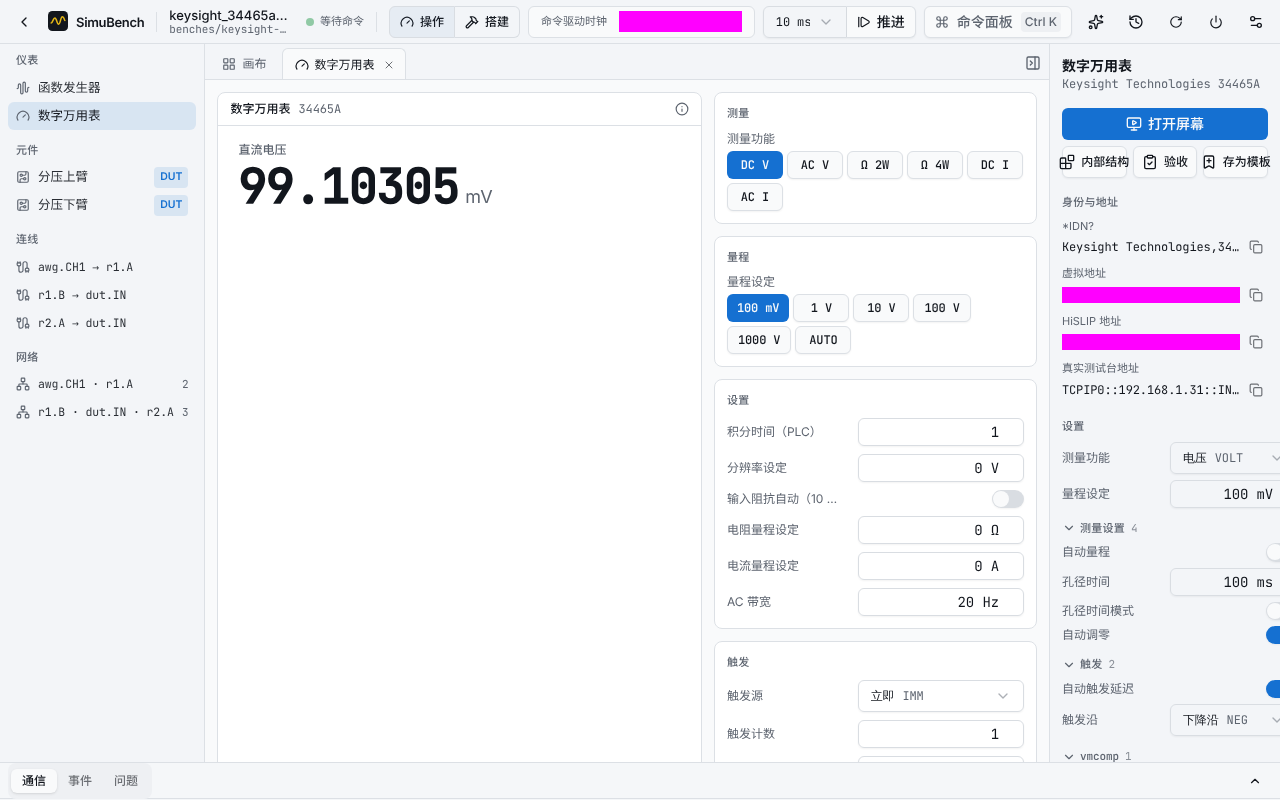 SimuBench
keysight_34465a...
benches/keysight-…
等待命令
操作
搭建
命令驱动时钟
10 ms
推进
命令面板
Ctrl K
仪表
函数发生器
数字万用表
元件
分压上臂
DUT
分压下臂
DUT
连线
awg.CH1 → r1.A
r1.B → dut.IN
r2.A → dut.IN
网络
awg.CH1 · r1.A
2
r1.B · dut.IN · r2.A
3
画布
数字万用表
数字万用表 34465A
直流电压
99.10305 mV
测量
测量功能
DC V
AC V
Ω 2W
Ω 4W
DC I
AC I
量程
量程设定
100 mV
1 V
10 V
100 V
1000 V
AUTO
设置
积分时间（PLC）
1
分辨率设定
0 V
输入阻抗自动（10 …
电阻量程设定
0 Ω
电流量程设定
0 A
AC 带宽
20 Hz
触发
触发源
立即 IMM
触发计数
1
数字万用表
Keysight Technologies 34465A
打开屏幕
内部结构
验收
存为模板
身份与地址
*IDN?
Keysight Technologies,34…
虚拟地址
HiSLIP 地址
真实测试台地址
TCPIP0::192.168.1.31::IN…
设置
测量功能
电压 VOLT
量程设定
100 mV
测量设置 4
自动量程
孔径时间
100 ms
孔径时间模式
自动调零
触发 2
自动触发延迟
触发沿
下降沿 NEG
vmcomp 1
通信
事件
问题